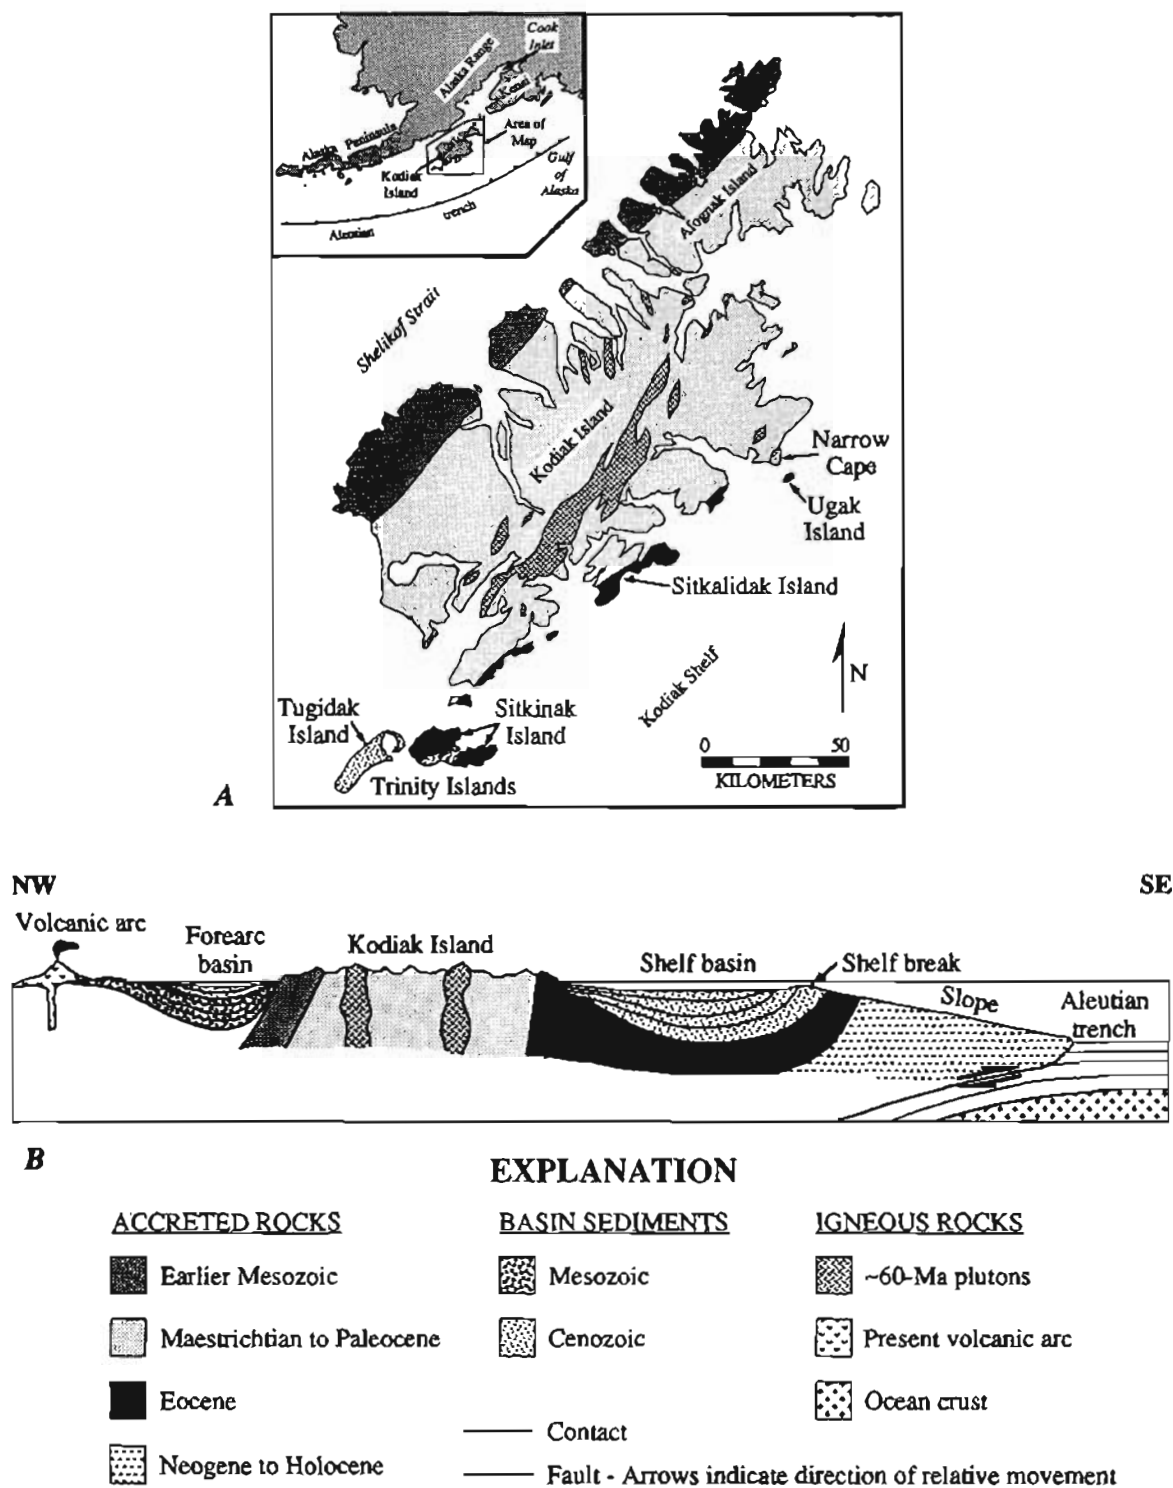 Cook
Inlet
Alaska Range
Kenai
Area of
Map
Alaska Peninsula
Kodiak
Island
Gulf
of
Alaska
Aleutian trench
Afognak Island
Shelikof Strait
Kodiak Island
Narrow
Cape
Ugak
Island
Sitkalidak Island
Kodiak Shelf
N
Tugidak
Island
Sitkinak
Island
Trinity Islands
0 50
KILOMETERS
A
NW
SE
Volcanic arc
Forearc
basin
Kodiak Island
Shelf basin
Shelf break
Slope
Aleutian
trench
B
EXPLANATION
ACCRETED ROCKS
Earlier Mesozoic
Maestrichtian to Paleocene
Eocene
Neogene to Holocene
BASIN SEDIMENTS
Mesozoic
Cenozoic
IGNEOUS ROCKS
~60-Ma plutons
Present volcanic arc
Ocean crust
Contact
Fault - Arrows indicate direction of relative movement